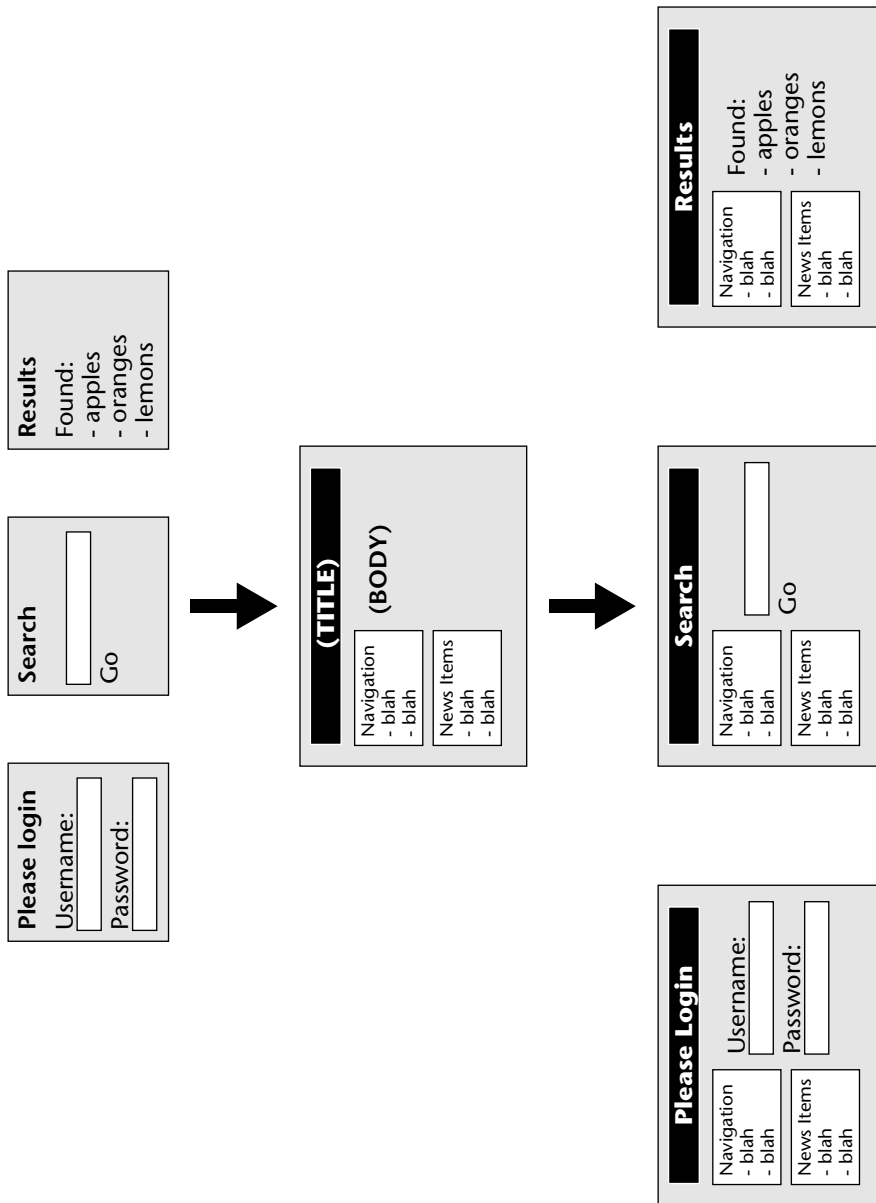 Please login
Username:
Password:
Search
Go
Results
Found:
- apples
- oranges
- lemons
(TITLE)
Navigation
- blah
- blah
News Items
- blah
- blah
(BODY)
Please Login
Navigation
- blah
- blah
News Items
- blah
- blah
Username:
Password:
Search
Navigation
- blah
- blah
News Items
- blah
- blah
Go
Results
Navigation
- blah
- blah
News Items
- blah
- blah
Found:
- apples
- oranges
- lemons